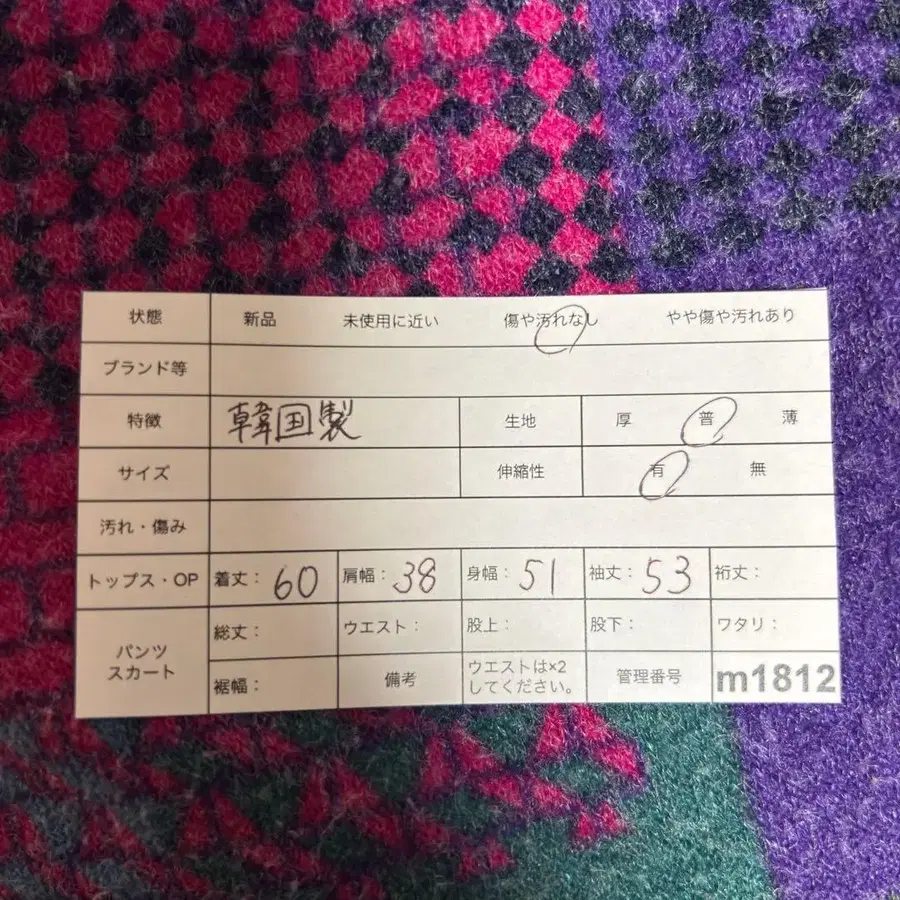 状態 新品 未使用に近い 傷や汚れなし やや傷や汚れあり
ブランド等
特徴 韓国製 生地 厚 普 薄
サイズ 伸縮性 有 無
汚れ・傷み
トップス・OP 着丈: 60 肩幅: 38 身幅: 51 袖丈: 53 裄丈:
パンツ
スカート
総丈: ウエスト: 股上: 股下: ワタリ:
裾幅: 備考 ウエストは×2
してください。 管理番号 m1812